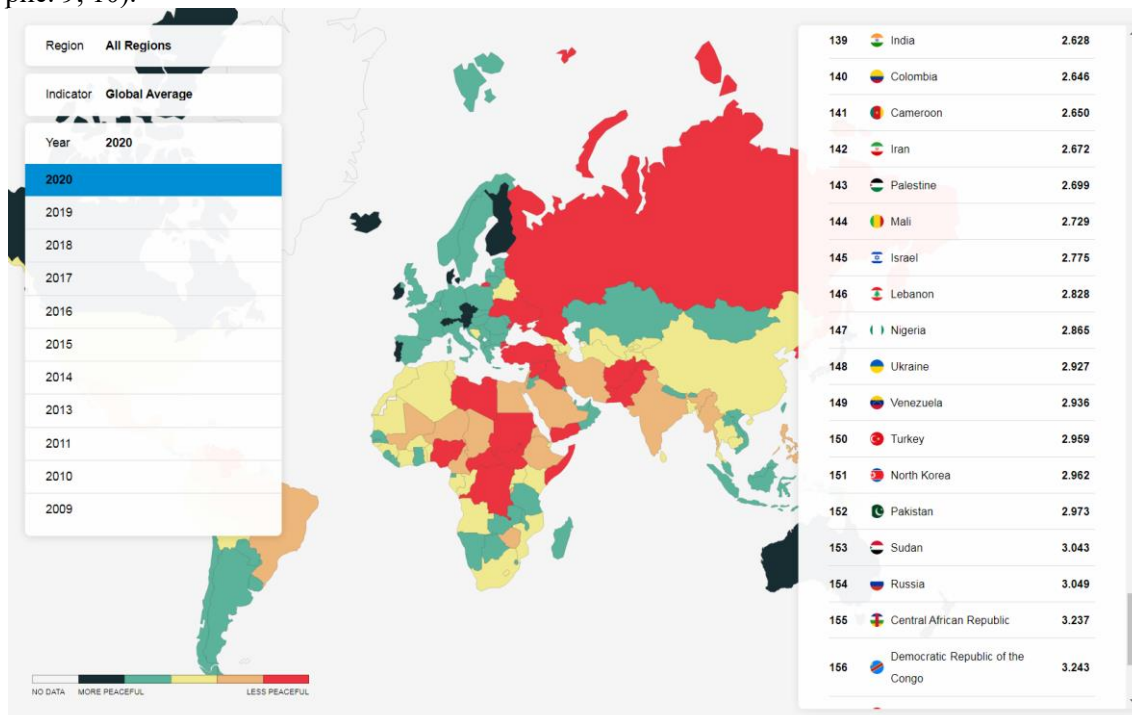 рис. 9, 10).
Region All Regions
Indicator Global Average
Year 2020
2020
2019
2018
2017
2016
2015
2014
2013
2011
2010
2009
NO DATA MORE PEACEFUL LESS PEACEFUL
139 India 2.628
140 Colombia 2.646
141 Cameroon 2.650
142 Iran 2.672
143 Palestine 2.699
144 Mali 2.729
145 Israel 2.775
146 Lebanon 2.828
147 Nigeria 2.865
148 Ukraine 2.927
149 Venezuela 2.936
150 Turkey 2.959
151 North Korea 2.962
152 Pakistan 2.973
153 Sudan 3.043
154 Russia 3.049
155 Central African Republic 3.237
156 Democratic Republic of the
Congo 3.243